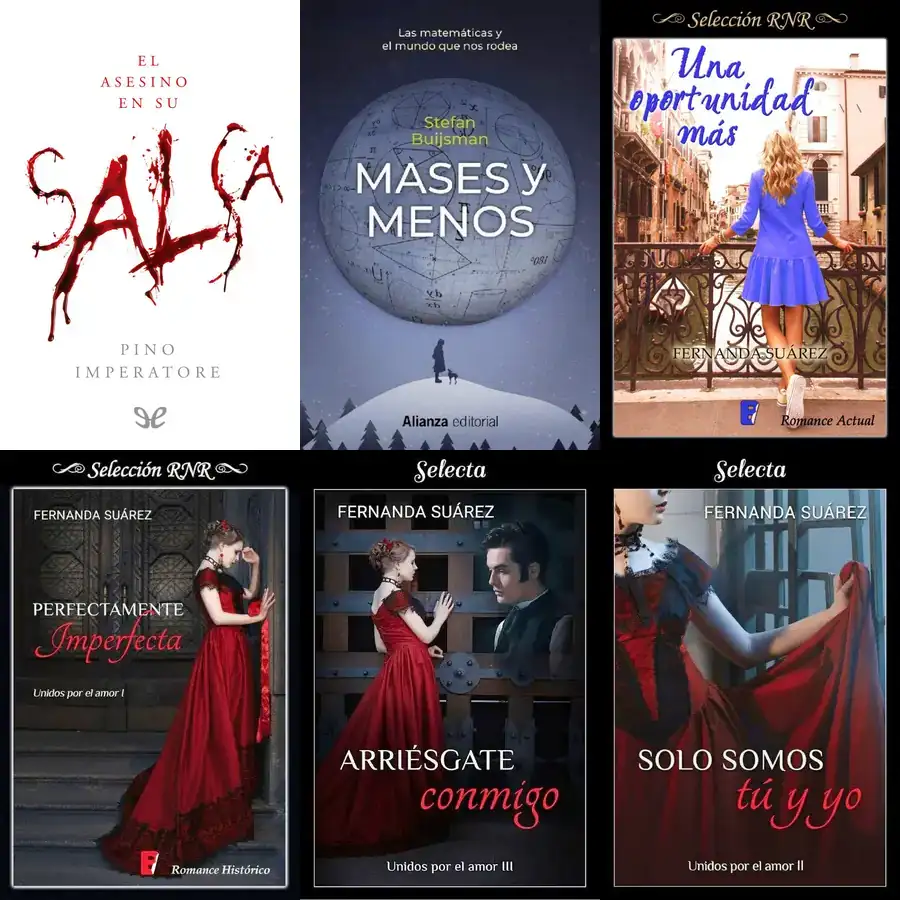 EL
ASESINO
EN SU
SALSA
PINO
IMPERATORE
Las matemáticas y
el mundo que nos rodea
Stefan
Buijsman
MASES y
MENOS
Alianza editorial
Selección RNR
Una
oportunidad
más
FERNANDA SUÁREZ
Romance Actual
Selección RNR
FERNANDA SUÁREZ
PERFECTAMENTE
Imperfecta
Unidos por el amor I
Romance Histórico
Selecta
FERNANDA SUÁREZ
ARRIÉSGATE
conmigo
Unidos por el amor III
Selecta
FERNANDA SUÁREZ
SOLO SOMOS
tú y yo
Unidos por el amor II